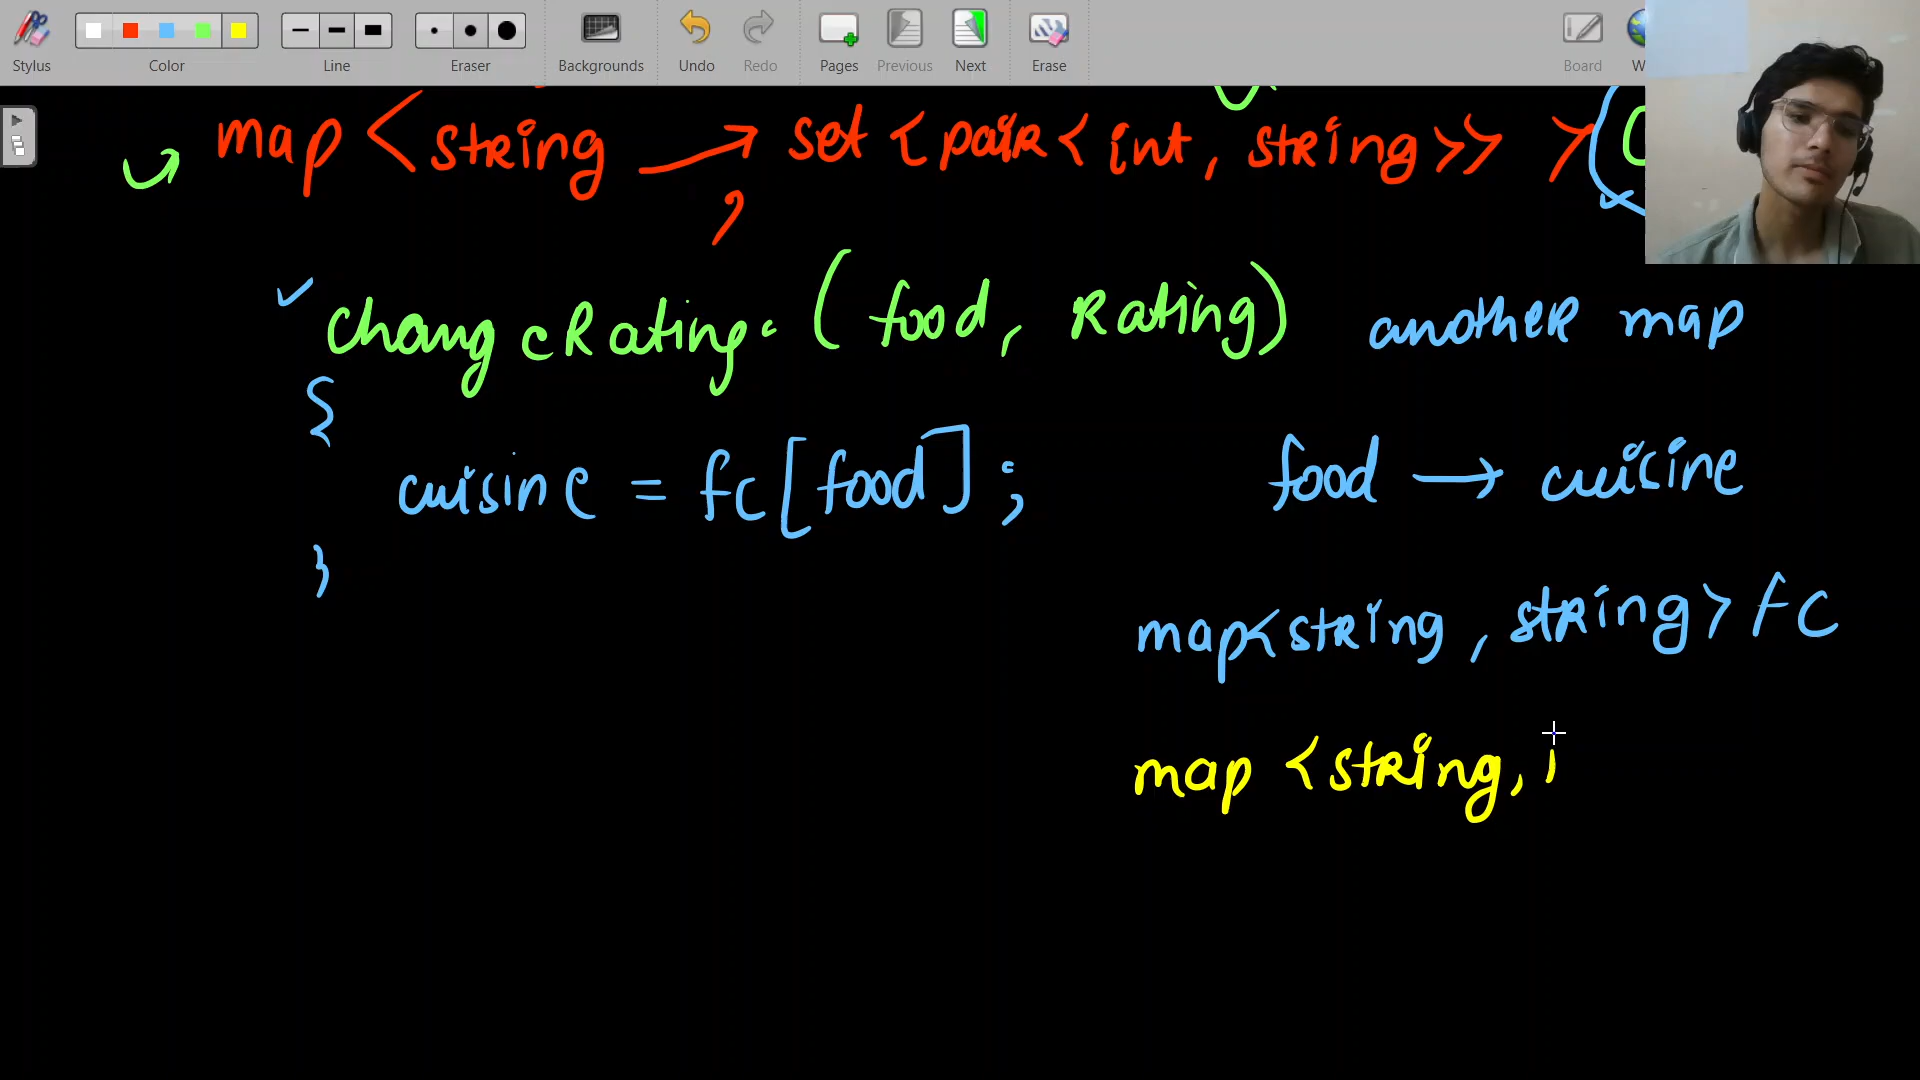 Stylus Color Line Eraser Backgrounds Undo Redo Pages Previous Next Erase Board W
map <string → set <pair< int, string>> >(
,
changeRating: (food, Rating) another map
{
cuisine = fc[food]; food → cuisine
}
map<string, string> fc
map <string, i